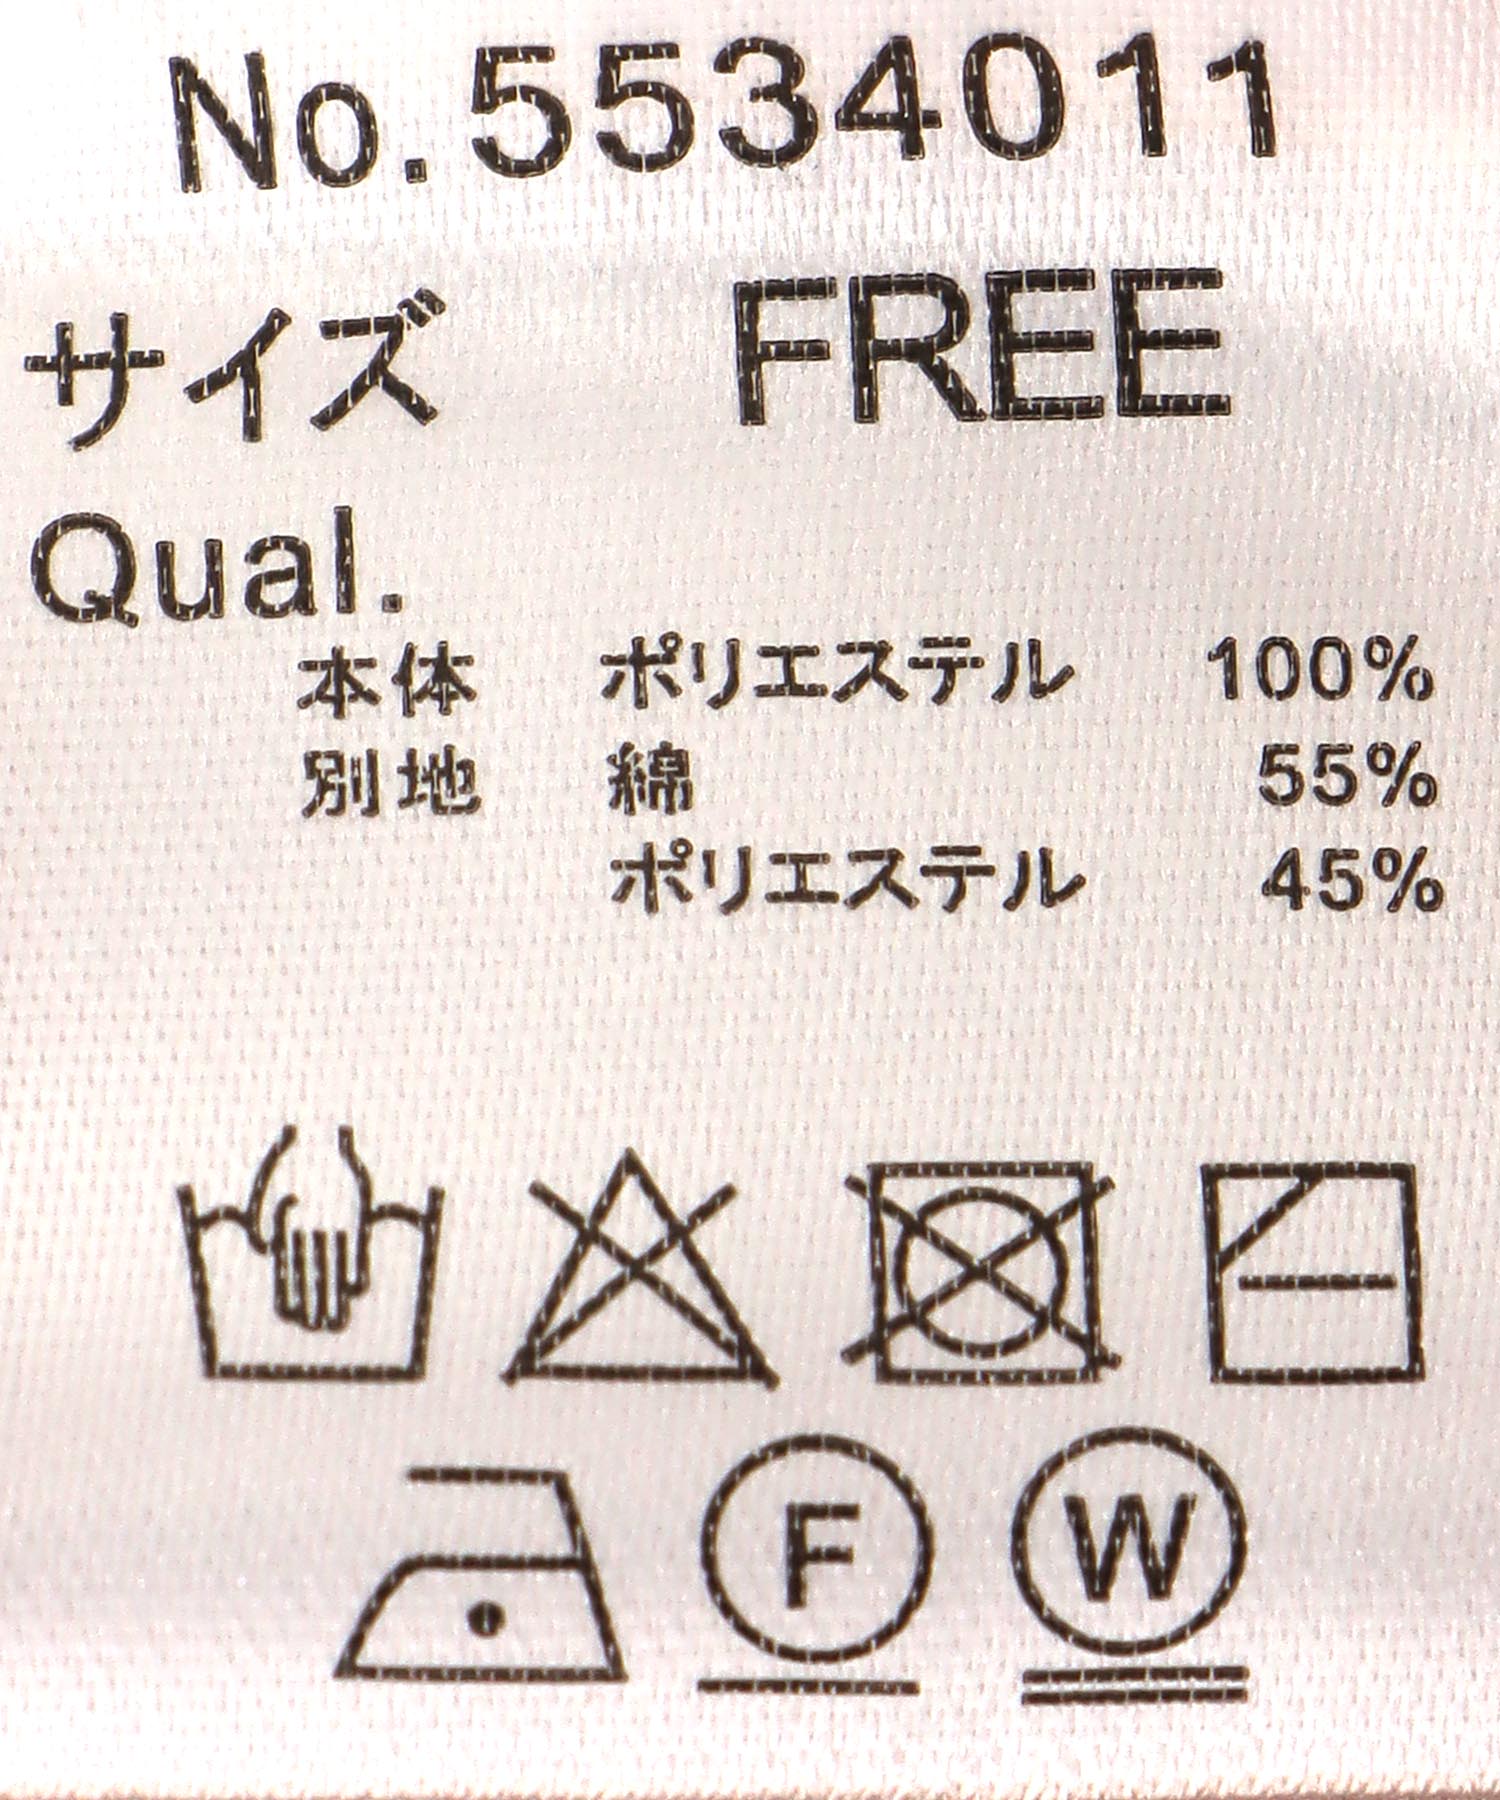 No.5534011
サイズ FREE
Qual.
本体 ポリエステル 100%
別地 綿 55%
ポリエステル 45%
F W